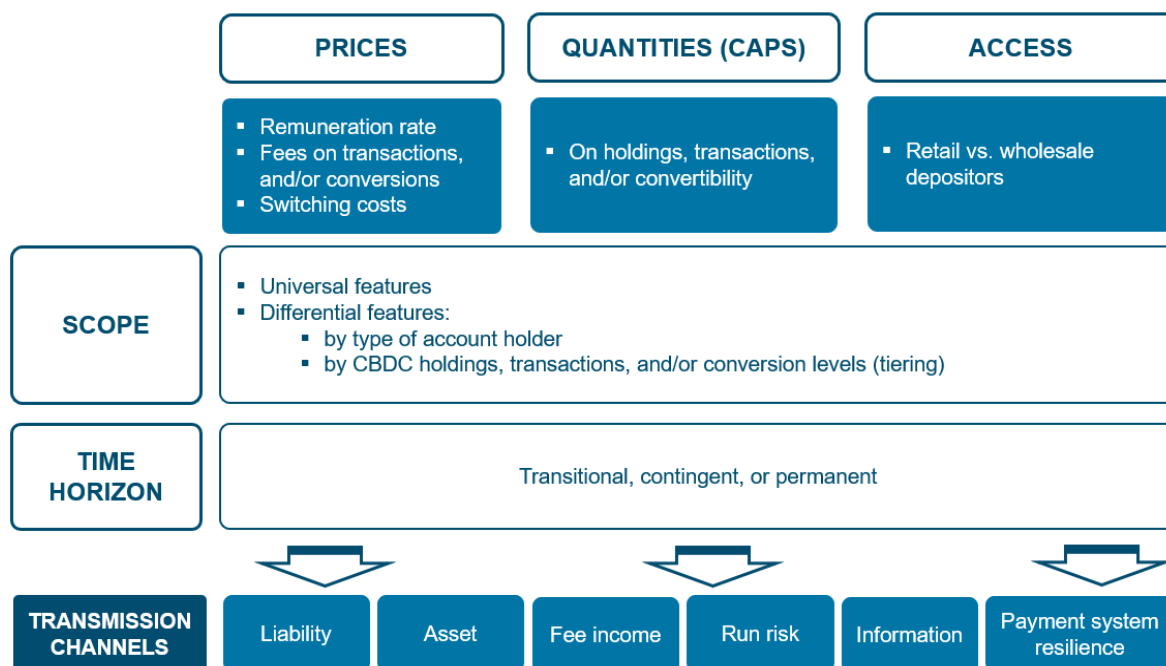 PRICES
QUANTITIES (CAPS)
ACCESS
▪ Remuneration rate
▪ Fees on transactions,
and/or conversions
▪ Switching costs
▪ On holdings, transactions,
and/or convertibility
▪ Retail vs. wholesale
depositors
SCOPE
▪ Universal features
▪ Differential features:
▪ by type of account holder
▪ by CBDC holdings, transactions, and/or conversion levels (tiering)
TIME
HORIZON
Transitional, contingent, or permanent
TRANSMISSION
CHANNELS
Liability
Asset
Fee income
Run risk
Information
Payment system
resilience